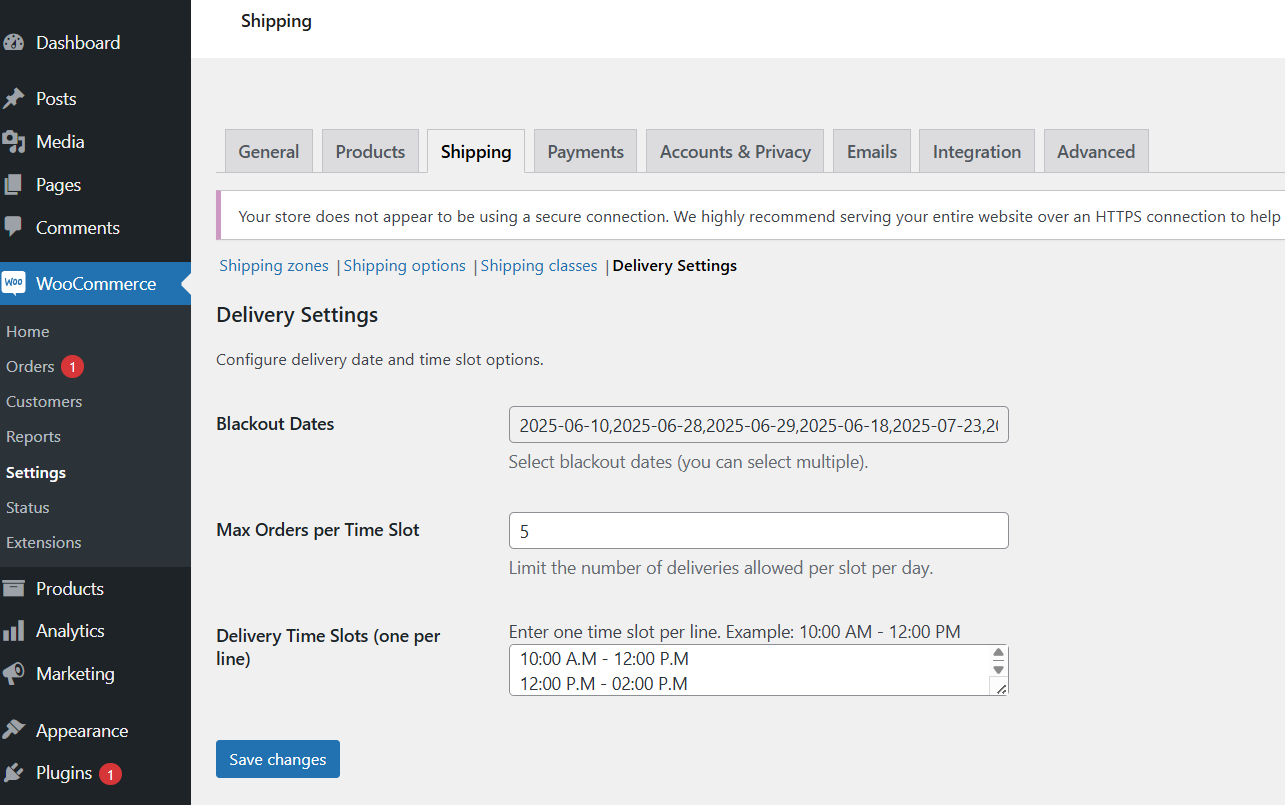 Shipping
Dashboard
Posts
Media
Pages
Comments
Woo WooCommerce
Home
Orders 1
Customers
Reports
Settings
Status
Extensions
Products
Analytics
Marketing
Appearance
Plugins 1
General Products Shipping Payments Accounts & Privacy Emails Integration Advanced
Your store does not appear to be using a secure connection. We highly recommend serving your entire website over an HTTPS connection to help
Shipping zones | Shipping options | Shipping classes | Delivery Settings
Delivery Settings
Configure delivery date and time slot options.
Blackout Dates
2025-06-10,2025-06-28,2025-06-29,2025-06-18,2025-07-23,
Select blackout dates (you can select multiple).
Max Orders per Time Slot
5
Limit the number of deliveries allowed per slot per day.
Delivery Time Slots (one per
line)
Enter one time slot per line. Example: 10:00 AM - 12:00 PM
10:00 A.M - 12:00 P.M
12:00 P.M - 02:00 P.M
Save changes